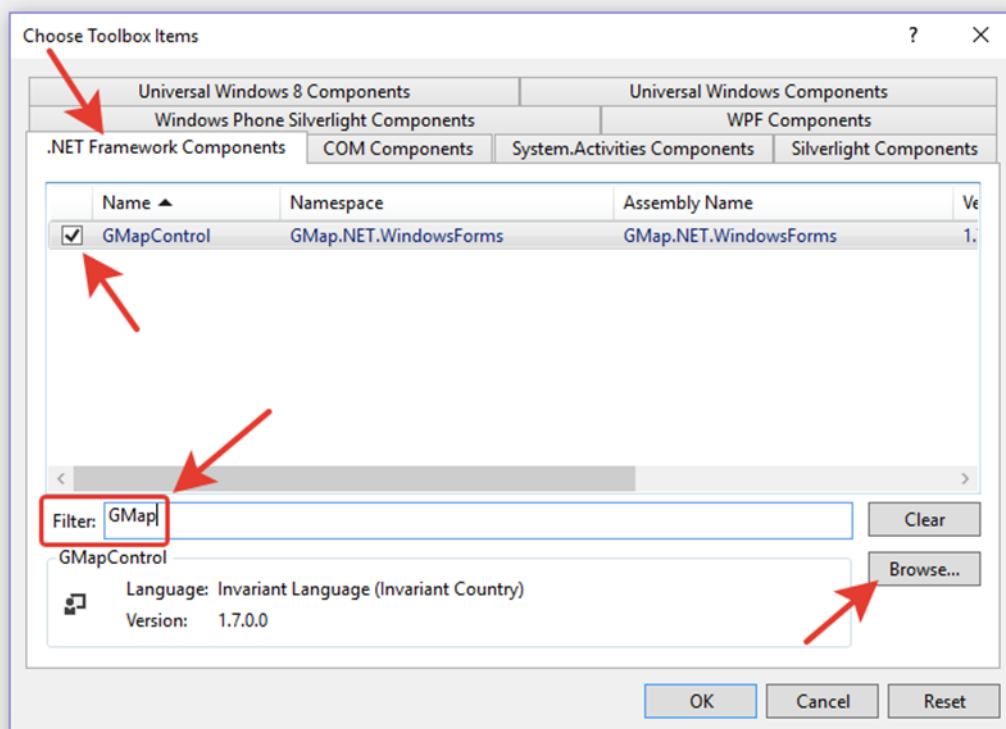 Choose Toolbox Items
?
Universal Windows 8 Components
Universal Windows Components
Windows Phone Silverlight Components
WPF Components
.NET Framework Components
COM Components
System.Activities Components
Silverlight Components
Name
Namespace
Assembly Name
Ve
GMapControl
GMap.NET.WindowsForms
GMap.NET.WindowsForms
1.
Filter:
GMap
Clear
GMapControl
Browse...
Language: Invariant Language (Invariant Country)
Version: 1.7.0.0
OK
Cancel
Reset